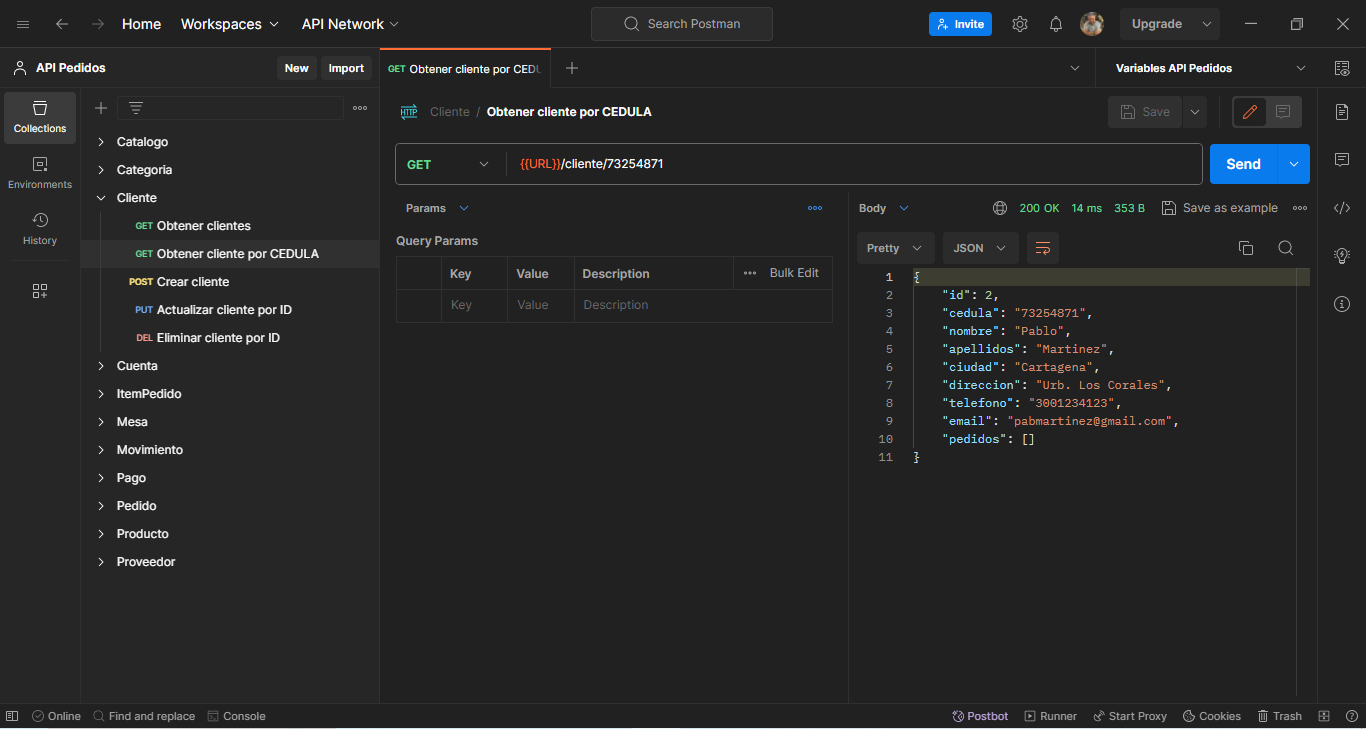 Home Workspaces API Network Search Postman Invite Upgrade
API Pedidos New Import GET Obtener cliente por CEDU Variables API Pedidos
Collections
Environments
History
Catalogo
Categoria
Cliente
GET Obtener clientes
GET Obtener cliente por CEDULA
POST Crear cliente
PUT Actualizar cliente por ID
DEL Eliminar cliente por ID
Cuenta
ItemPedido
Mesa
Movimiento
Pago
Pedido
Producto
Proveedor
HTTP Cliente / Obtener cliente por CEDULA Save
GET {{URL}}/cliente/73254871 Send
Params
Query Params
Key Value Description Bulk Edit
Key Value Description
Body 200 OK 14 ms 353 B Save as example
Pretty JSON
1 {
2 "id": 2,
3 "cedula": "73254871",
4 "nombre": "Pablo",
5 "apellidos": "Martinez",
6 "ciudad": "Cartagena",
7 "direccion": "Urb. Los Corales",
8 "telefono": "3001234123",
9 "email": "pabmartinez@gmail.com",
10 "pedidos": []
11 }
Online Find and replace Console Postbot Runner Start Proxy Cookies Trash